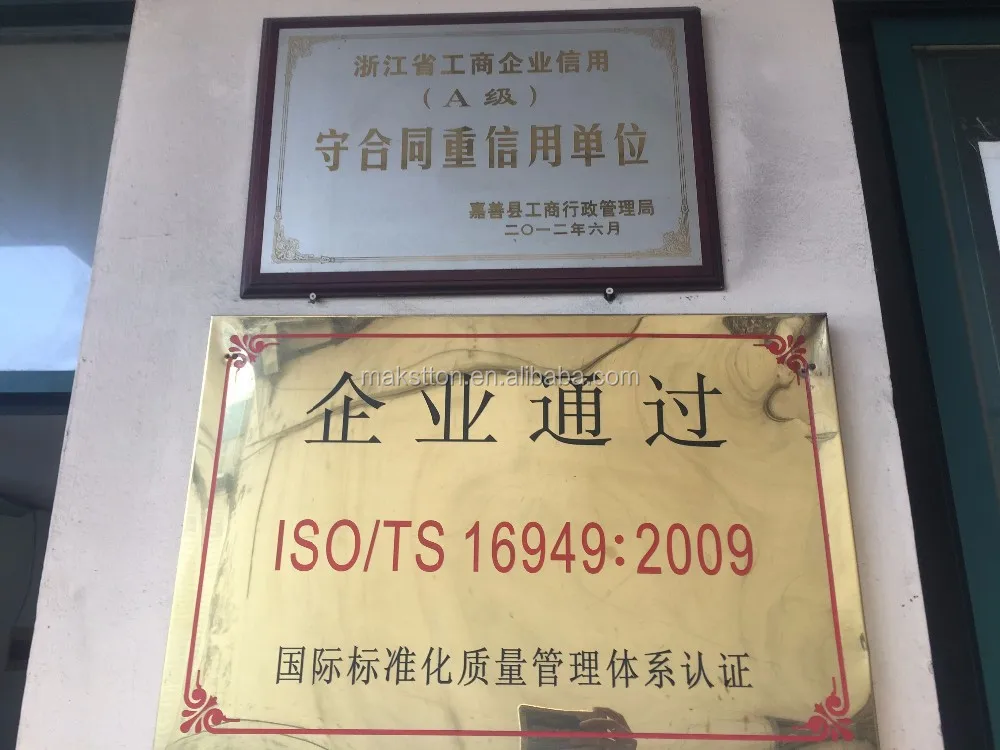 浙江省工商企业信用
（A 级）
守合同重信用单位
嘉善县工商行政管理局
二〇一二年六月
makstton.en.alibaba.com
企业通过
ISO/TS 16949:2009
国际标准化质量管理体系认证